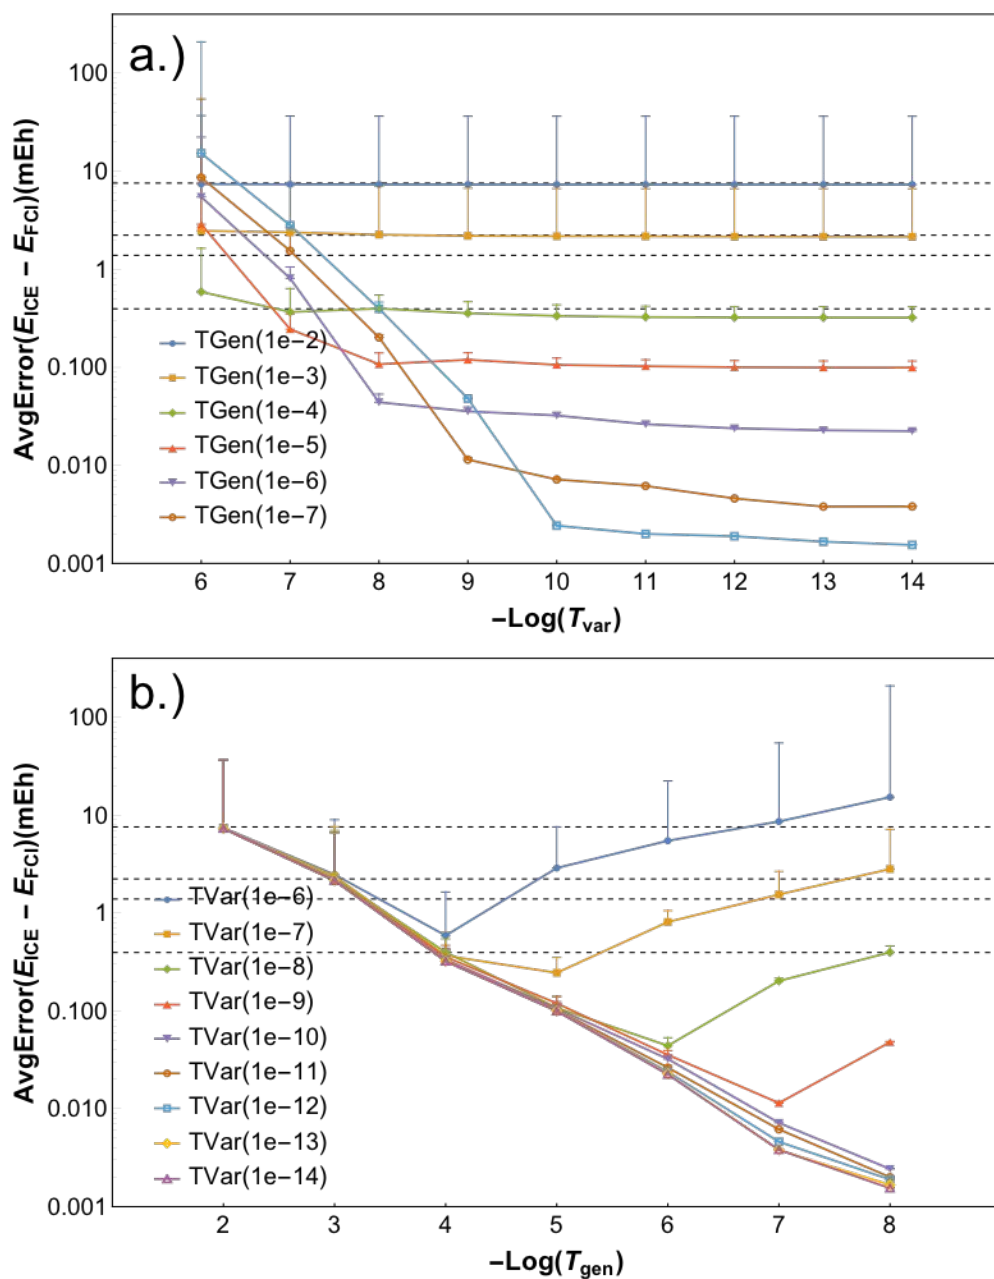 a.)
AvgError(EICE − EFCI)(mEh)
100
10
1
0.100
0.010
0.001
TGen(1e−2)
TGen(1e−3)
TGen(1e−4)
TGen(1e−5)
TGen(1e−6)
TGen(1e−7)
6 7 8 9 10 11 12 13 14
−Log(Tvar)
b.)
AvgError(EICE − EFCI)(mEh)
100
10
1
0.100
0.010
0.001
TVar(1e−6)
TVar(1e−7)
TVar(1e−8)
TVar(1e−9)
TVar(1e−10)
TVar(1e−11)
TVar(1e−12)
TVar(1e−13)
TVar(1e−14)
2 3 4 5 6 7 8
−Log(Tgen)